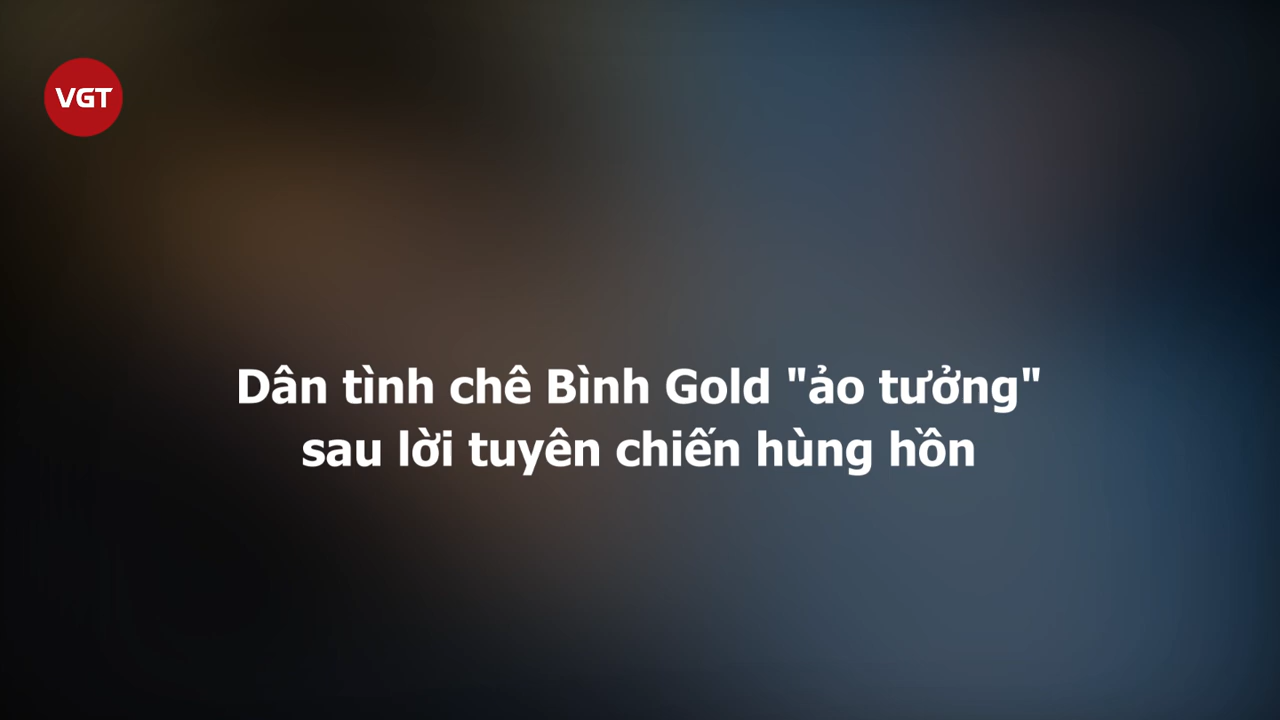 VGT
Dân tình chê Bình Gold "ảo tưởng"
sau lời tuyên chiến hùng hồn